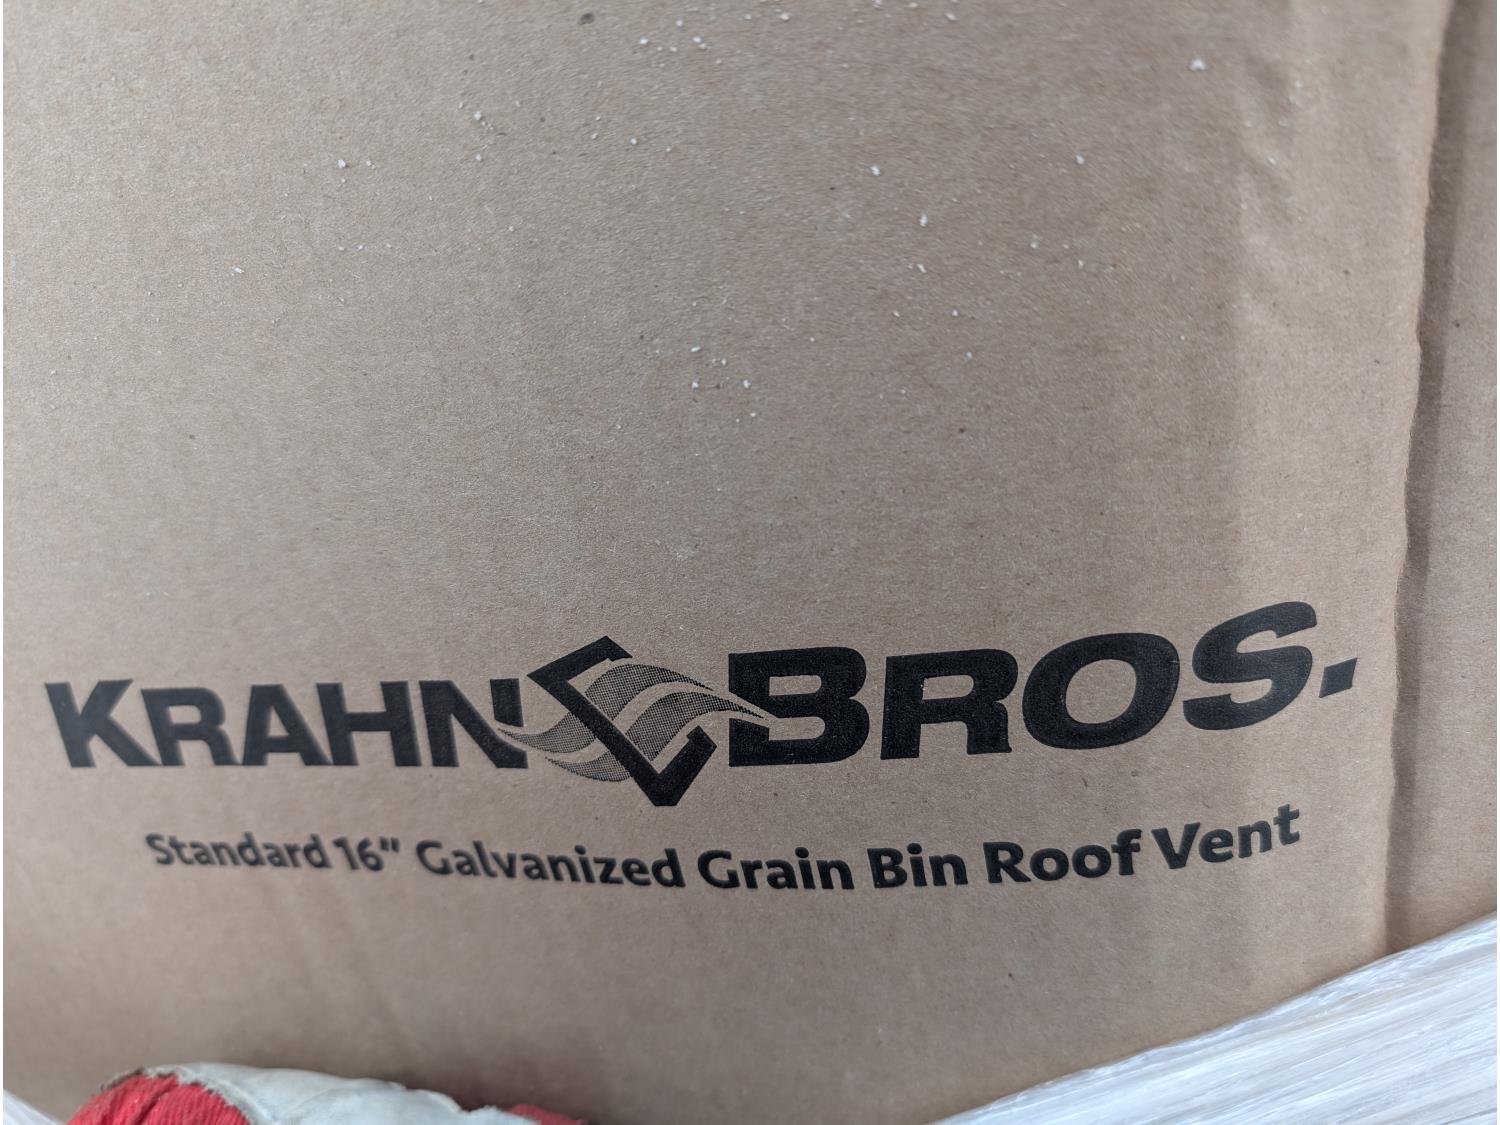 KRAHN BROS.
Standard 16" Galvanized Grain Bin Roof Vent